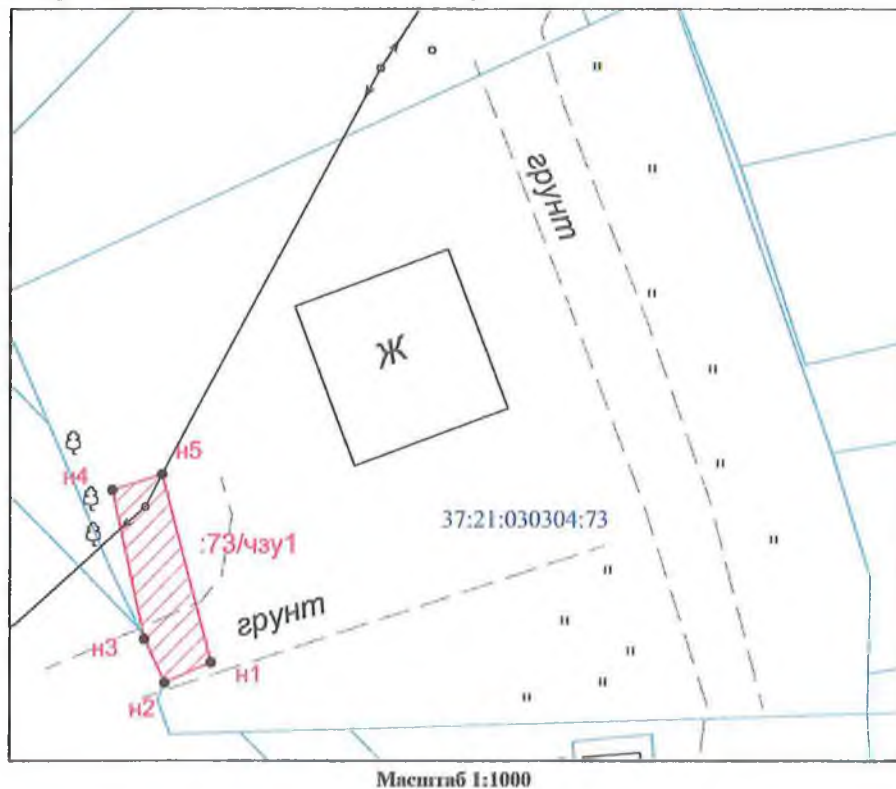 грунт
Ж
н5
н4
37:21:030304:73
:73/чзу1
грунт
н3
н1
н2
Масштаб 1:1000